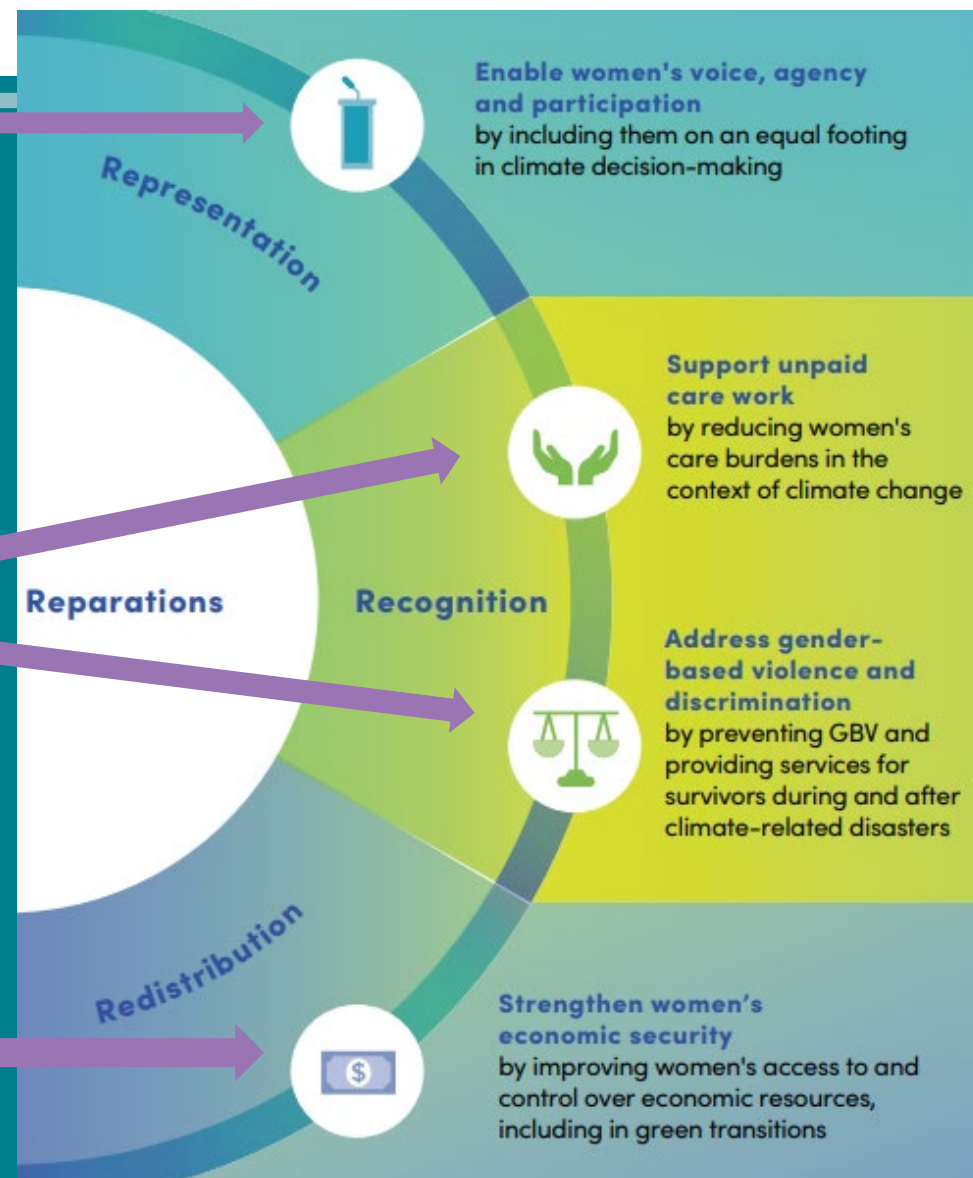 Enable women's voice, agency
and participation
by including them on an equal footing
in climate decision-making
Representation
Support unpaid
care work
by reducing women's
care burdens in the
context of climate change
Reparations
Recognition
Address gender-
based violence and
discrimination
by preventing GBV and
providing services for
survivors during and after
climate-related disasters
Redistribution
Strengthen women’s
economic security
by improving women's access to and
control over economic resources,
including in green transitions
$